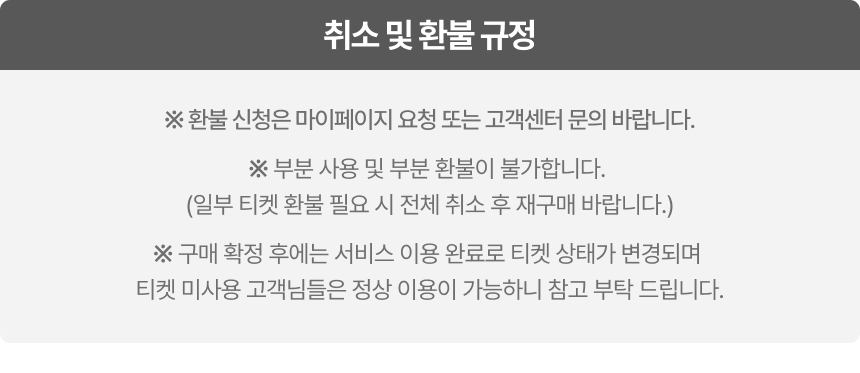 취소 및 환불 규정
※ 환불 신청은 마이페이지 요청 또는 고객센터 문의 바랍니다.
※ 부분 사용 및 부분 환불이 불가합니다.
(일부 티켓 환불 필요 시 전체 취소 후 재구매 바랍니다.)
※ 구매 확정 후에는 서비스 이용 완료로 티켓 상태가 변경되며
티켓 미사용 고객님들은 정상 이용이 가능하니 참고 부탁 드립니다.